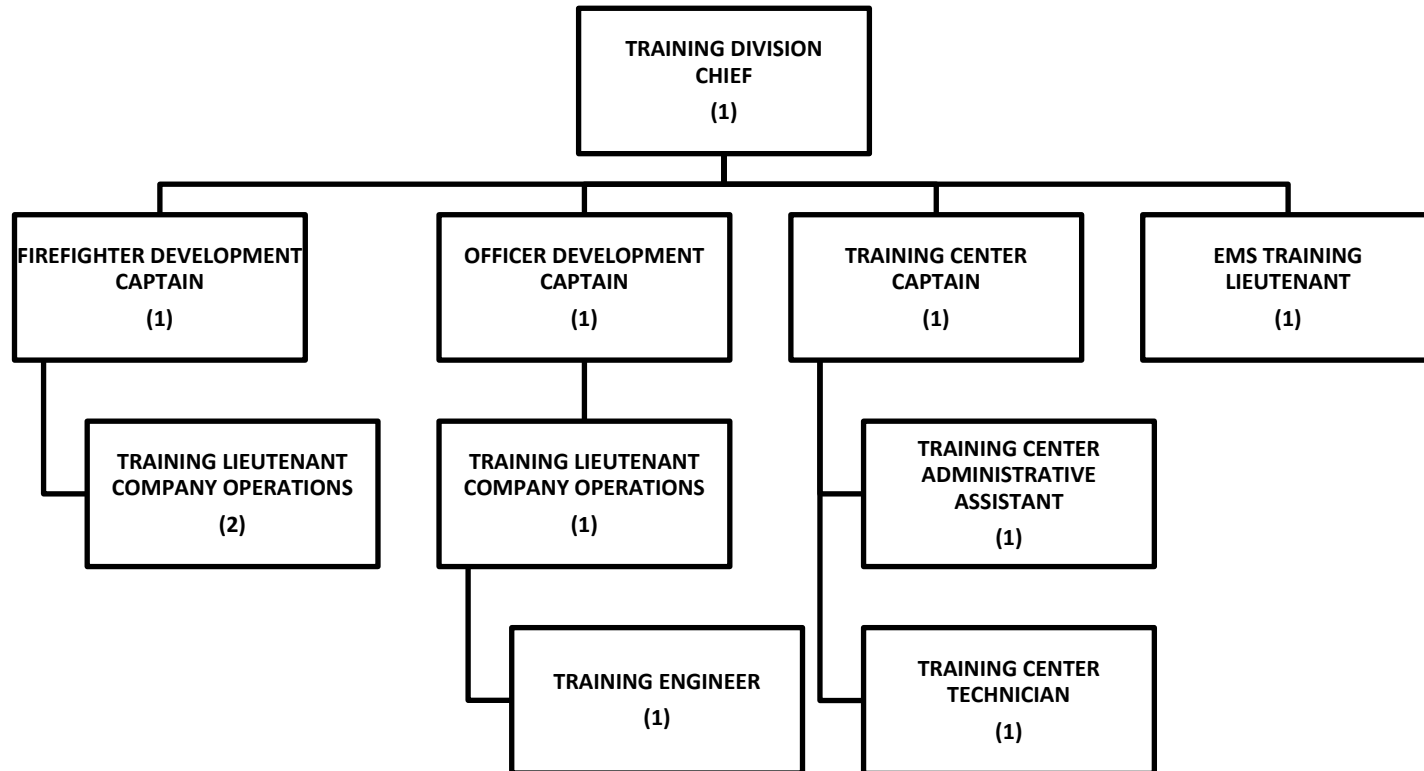 TRAINING DIVISION
CHIEF
(1)
FIREFIGHTER DEVELOPMENT
CAPTAIN
(1)
OFFICER DEVELOPMENT
CAPTAIN
(1)
TRAINING CENTER
CAPTAIN
(1)
EMS TRAINING
LIEUTENANT
(1)
TRAINING LIEUTENANT
COMPANY OPERATIONS
(2)
TRAINING LIEUTENANT
COMPANY OPERATIONS
(1)
TRAINING CENTER
ADMINISTRATIVE
ASSISTANT
(1)
TRAINING ENGINEER
(1)
TRAINING CENTER
TECHNICIAN
(1)